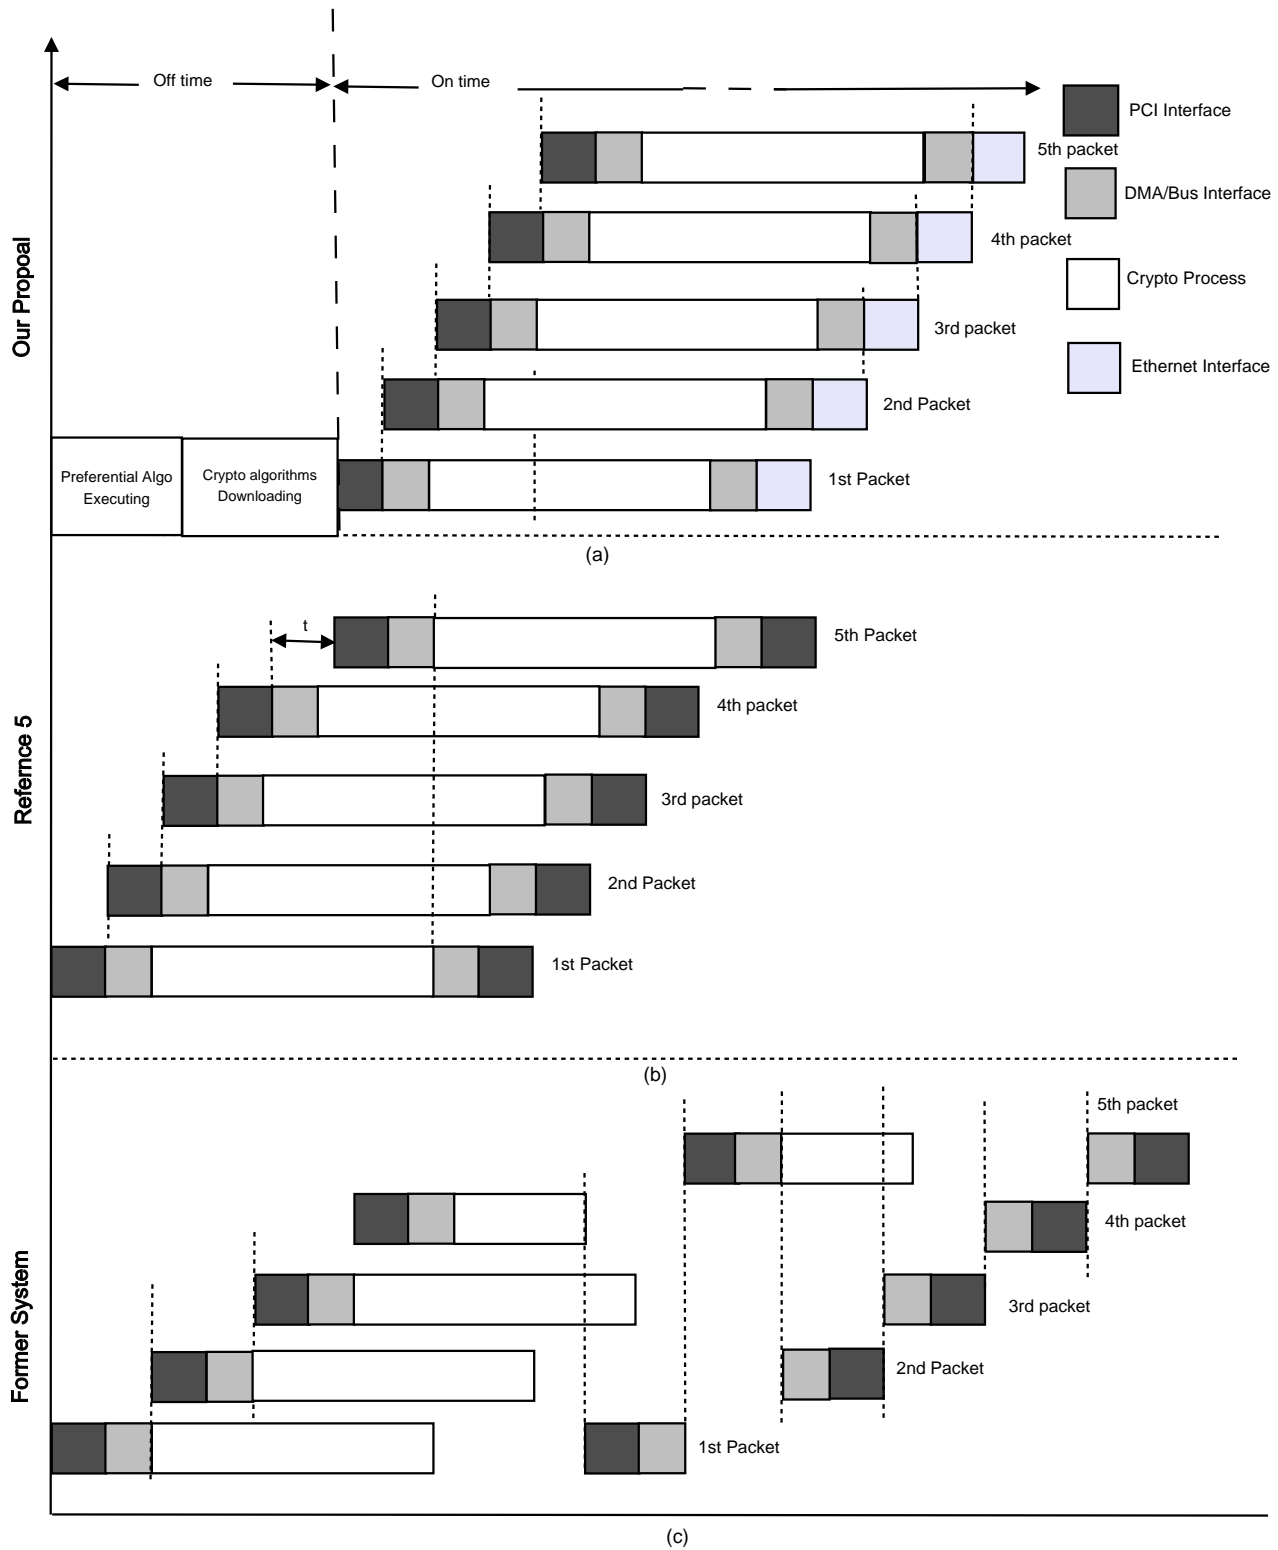 Off time
On time
PCI Interface
5th packet
DMA/Bus Interface
4th packet
Crypto Process
3rd packet
Ethernet Interface
2nd Packet
Our Propoal
Preferential Algo
Executing
Crypto algorithms
Downloading
1st Packet
(a)
t
5th Packet
4th packet
Refernce 5
3rd packet
2nd Packet
1st Packet
(b)
5th packet
4th packet
Former System
3rd packet
2nd Packet
1st Packet
(c)